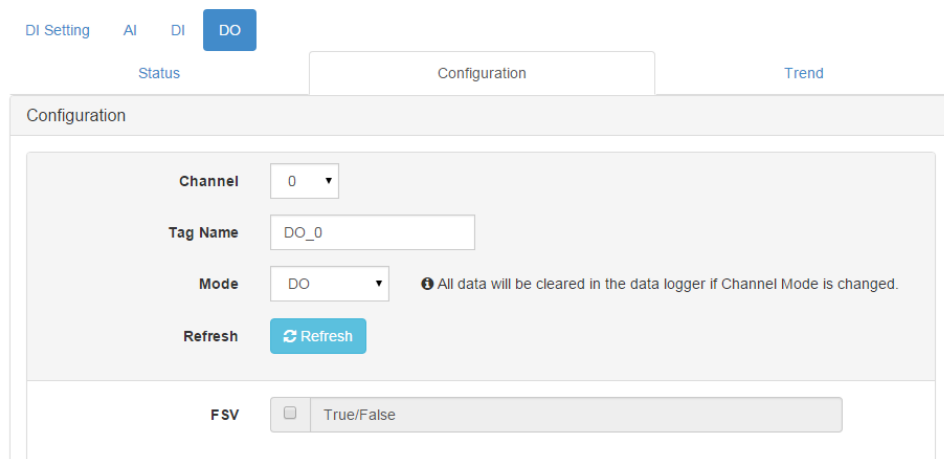 DI Setting AI DI DO
Status Configuration Trend
Configuration
Channel 0
Tag Name DO_0
Mode DO All data will be cleared in the data logger if Channel Mode is changed.
Refresh Refresh
FSV True/False